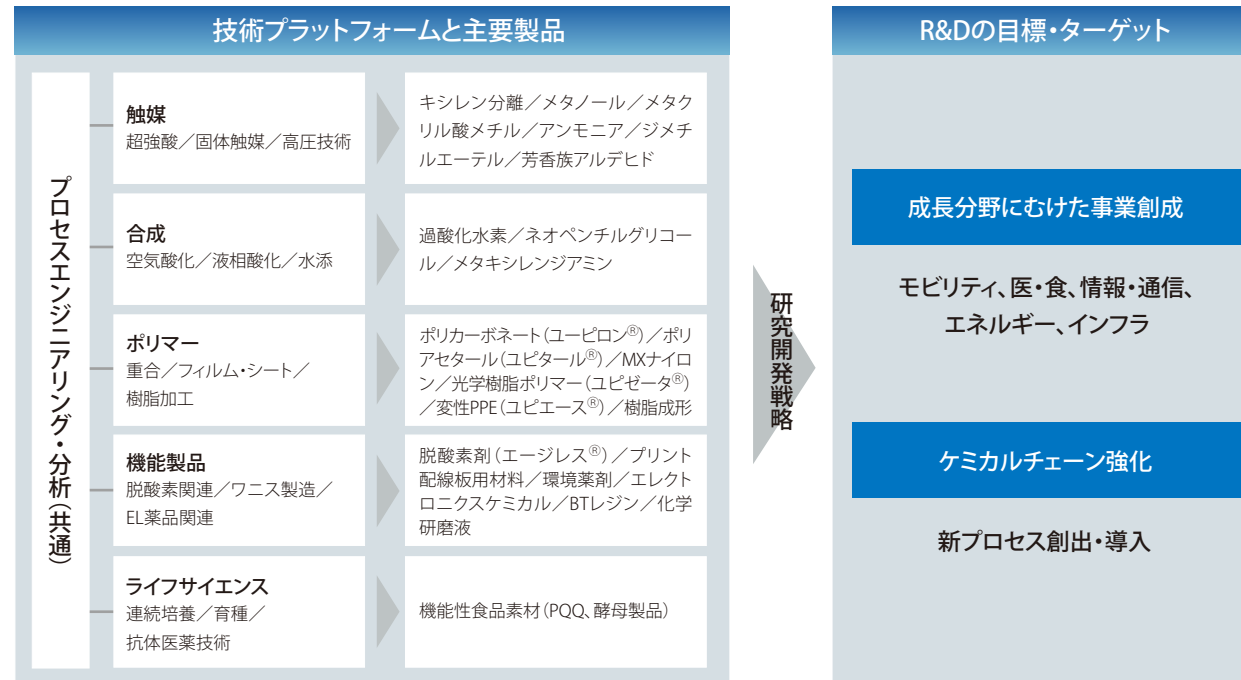 技術プラットフォームと主要製品
プロセスエンジニアリング・分析(共通)
触媒
超強酸／固体触媒／高圧技術
キシレン分離／メタノール／メタク
リル酸メチル／アンモニア／ジメチ
ルエーテル／芳香族アルデヒド
合成
空気酸化／液相酸化／水添
過酸化水素／ネオペンチルグリコー
ル／メタキシレンジアミン
ポリマー
重合／フィルム・シート／
樹脂加工
ポリカーボネート(ユーピロン®)／ポリ
アセタール(ユピタール®)／MXナイロ
ン／光学樹脂ポリマー(ユピゼータ®)
／変性PPE(ユピエース®)／樹脂成形
機能製品
脱酸素関連／ワニス製造／
EL薬品関連
脱酸素剤(エージレス®)／プリント
配線板用材料／環境薬剤／エレクト
ロニクスケミカル／BTレジン／化学
研磨液
ライフサイエンス
連続培養／育種／
抗体医薬技術
機能性食品素材(PQQ、酵母製品)
研究開発戦略
R&Dの目標・ターゲット
成長分野にむけた事業創成
モビリティ、医・食、情報・通信、
エネルギー、インフラ
ケミカルチェーン強化
新プロセス創出・導入